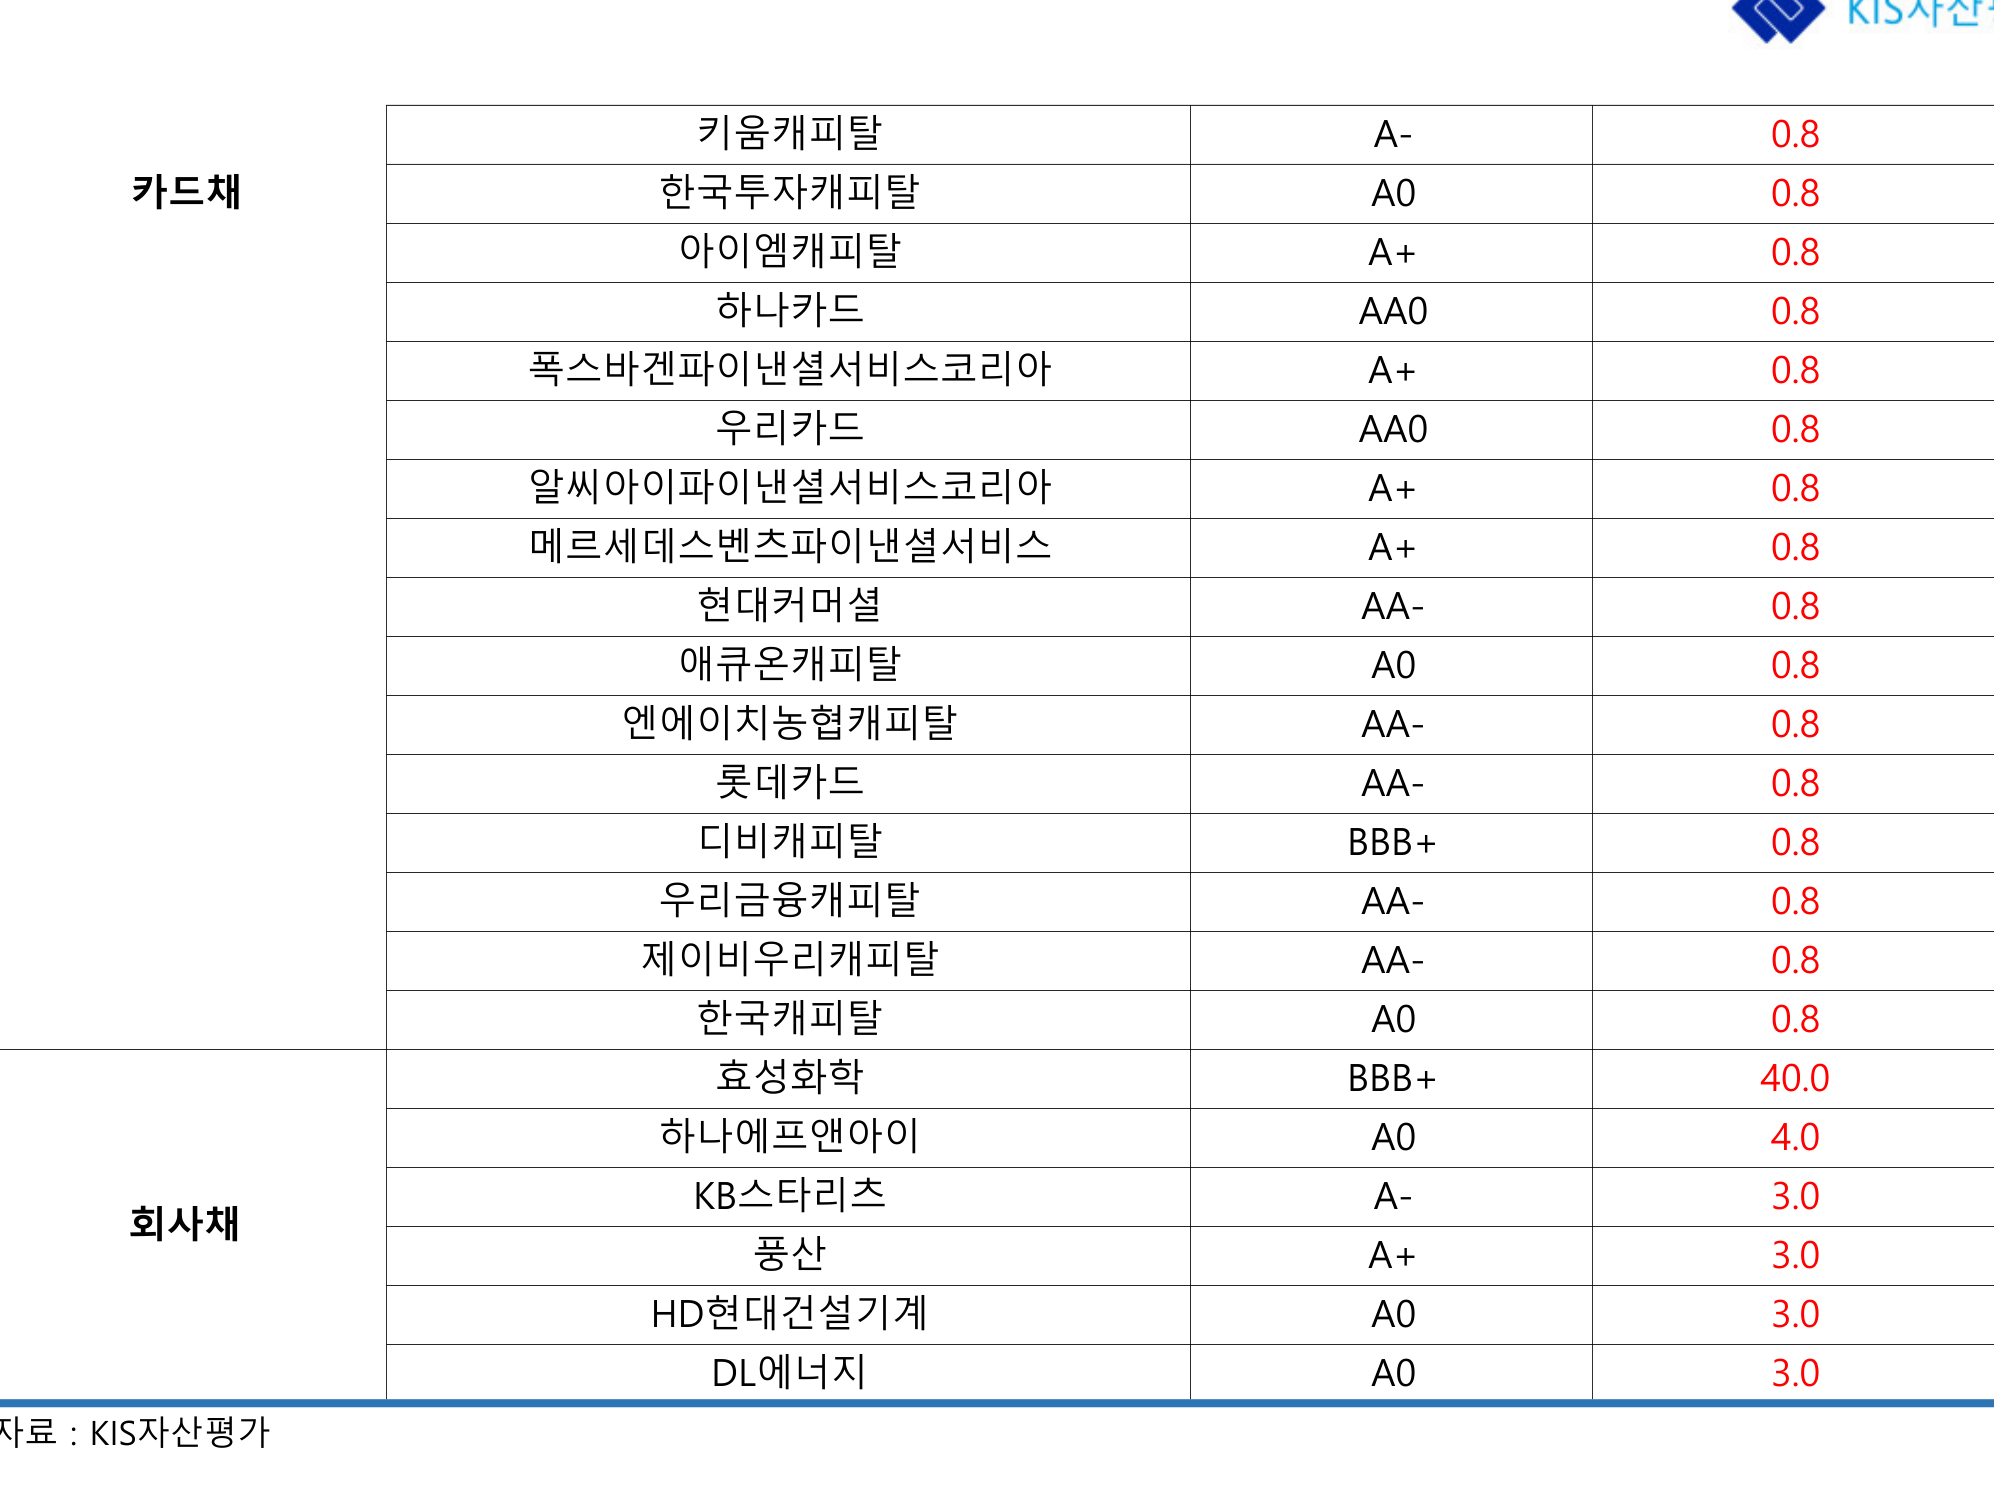 KIS자산
키움캐피탈 A- 0.8
카드채 한국투자캐피탈 A0 0.8
아이엠캐피탈 A+ 0.8
하나카드 AA0 0.8
폭스바겐파이낸셜서비스코리아 A+ 0.8
우리카드 AA0 0.8
알씨아이파이낸셜서비스코리아 A+ 0.8
메르세데스벤츠파이낸셜서비스 A+ 0.8
현대커머셜 AA- 0.8
애큐온캐피탈 A0 0.8
엔에이치농협캐피탈 AA- 0.8
롯데카드 AA- 0.8
디비캐피탈 BBB+ 0.8
우리금융캐피탈 AA- 0.8
제이비우리캐피탈 AA- 0.8
한국캐피탈 A0 0.8
효성화학 BBB+ 40.0
하나에프앤아이 A0 4.0
KB스타리츠 A- 3.0
회사채 풍산 A+ 3.0
HD현대건설기계 A0 3.0
DL에너지 A0 3.0
자료 : KIS자산평가